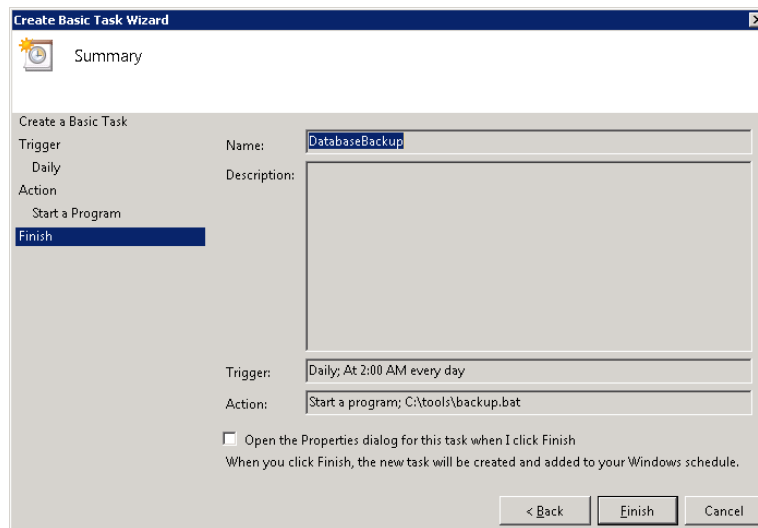 Create Basic Task Wizard
Summary
Create a Basic Task
Trigger
Daily
Action
Start a Program
Finish
Name:
DatabaseBackup
Description:
Trigger:
Daily; At 2:00 AM every day
Action:
Start a program; C:\tools\backup.bat
Open the Properties dialog for this task when I click Finish
When you click Finish, the new task will be created and added to your Windows schedule.
< Back
Finish
Cancel